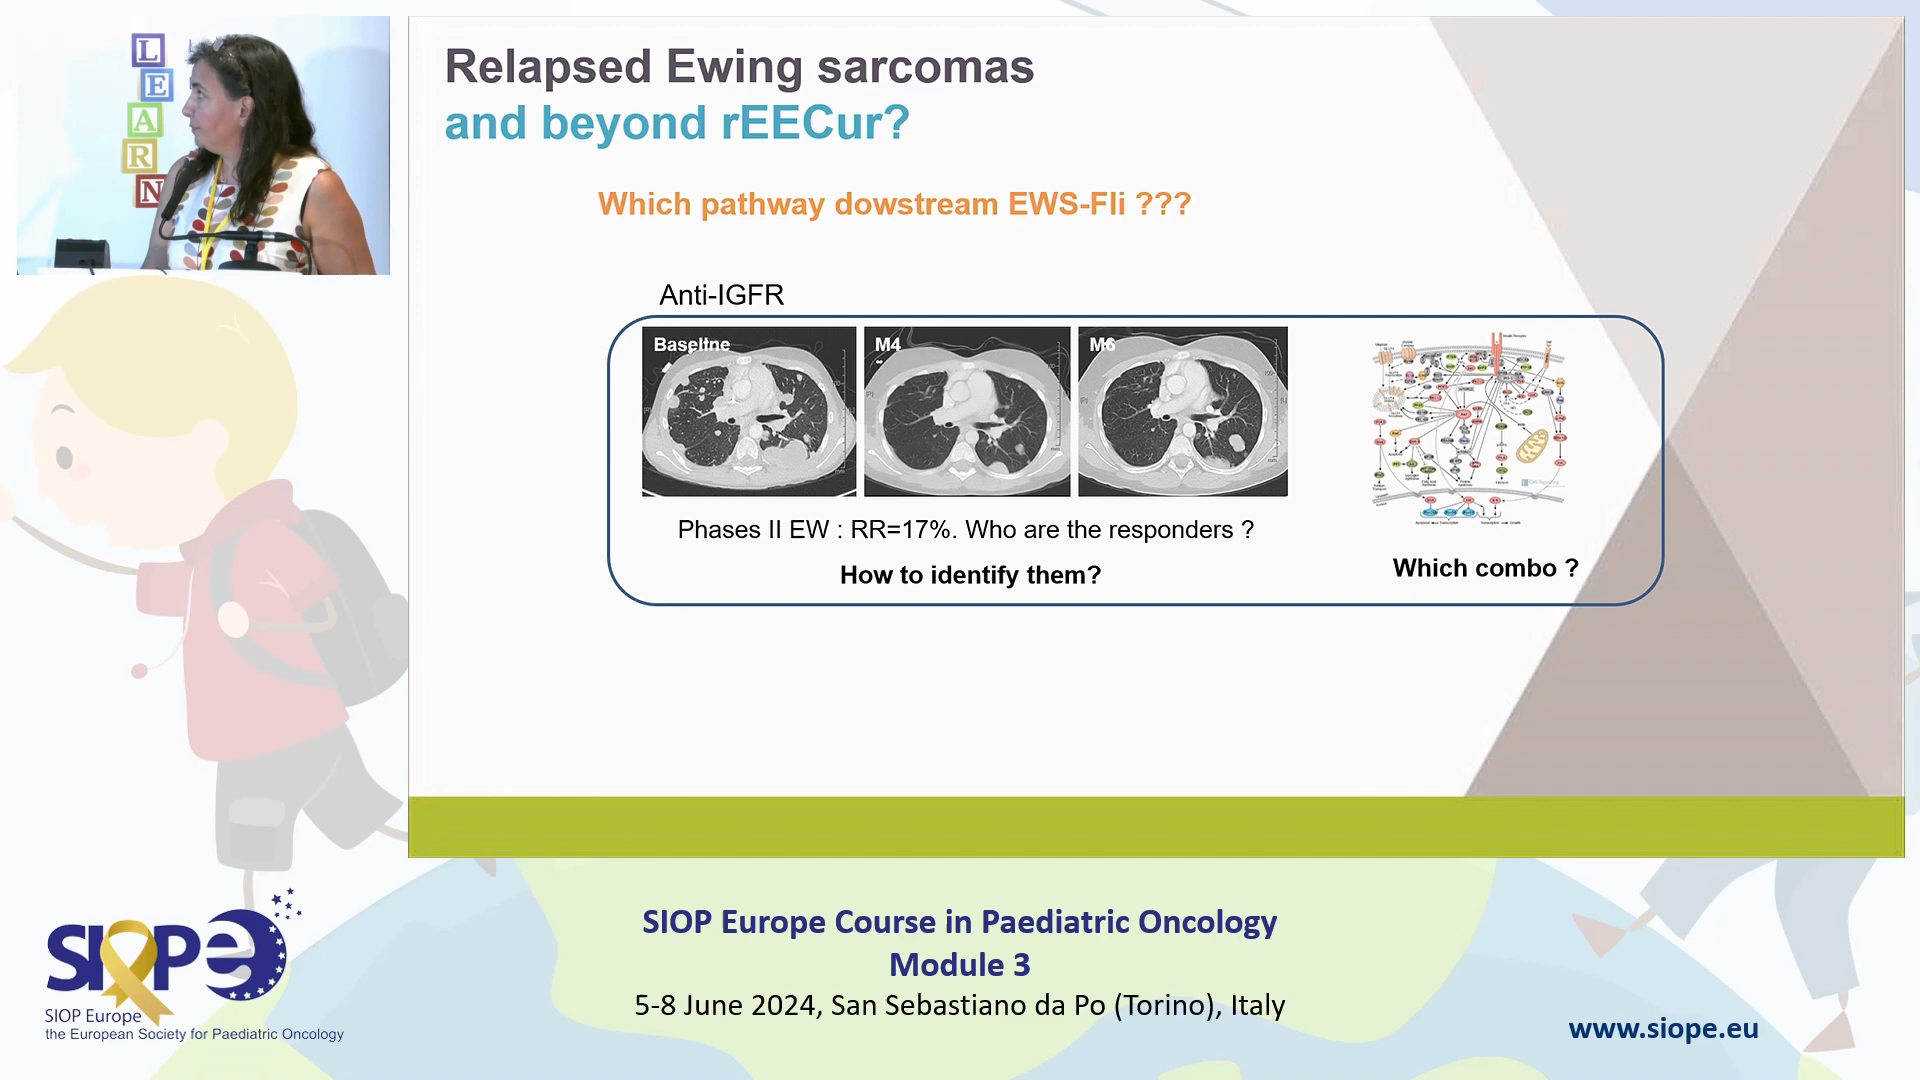 L
E
A
R
N
Relapsed Ewing sarcomas
and beyond rEECur?
Which pathway dowstream EWS-Fli ???
Anti-IGFR
Baseline
M4
M6
Phases II EW : RR=17%. Who are the responders ?
How to identify them?
Which combo ?
SIOPe
SIOP Europe
the European Society for Paediatric Oncology
SIOP Europe Course in Paediatric Oncology
Module 3
5-8 June 2024, San Sebastiano da Po (Torino), Italy
www.siope.eu